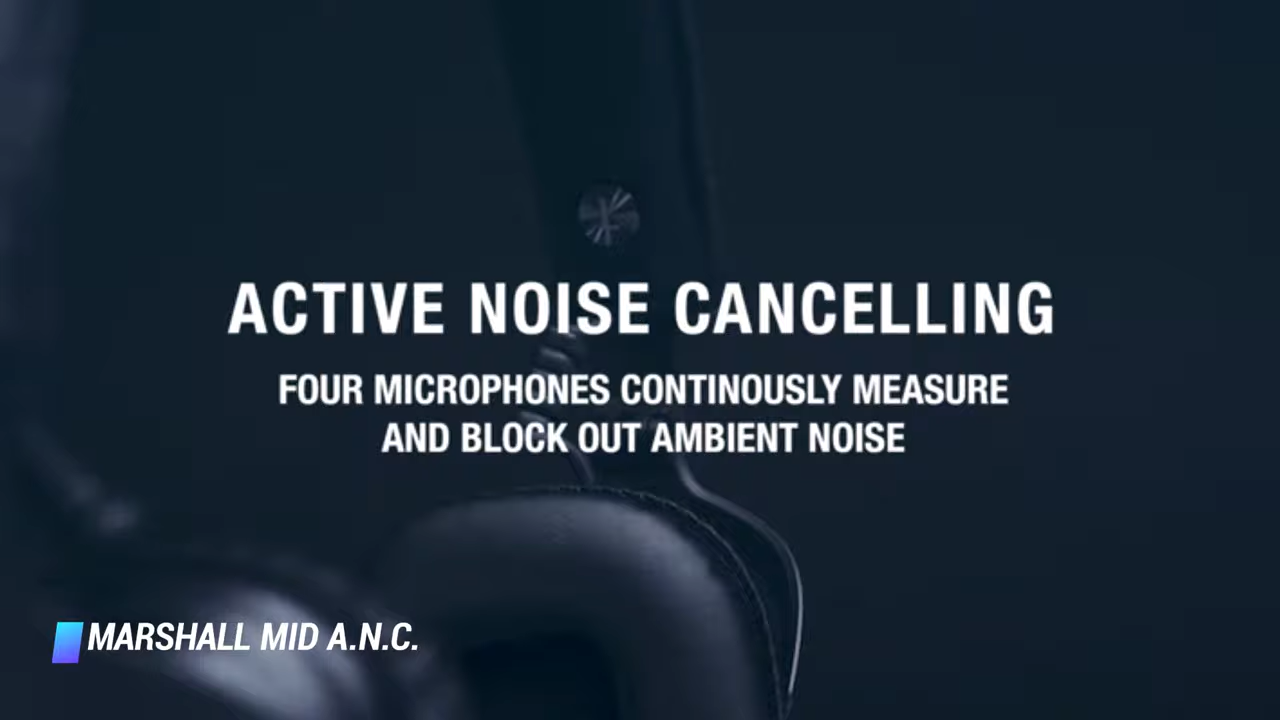 ACTIVE NOISE CANCELLING
FOUR MICROPHONES CONTINOUSLY MEASURE
AND BLOCK OUT AMBIENT NOISE
MARSHALL MID A.N.C.